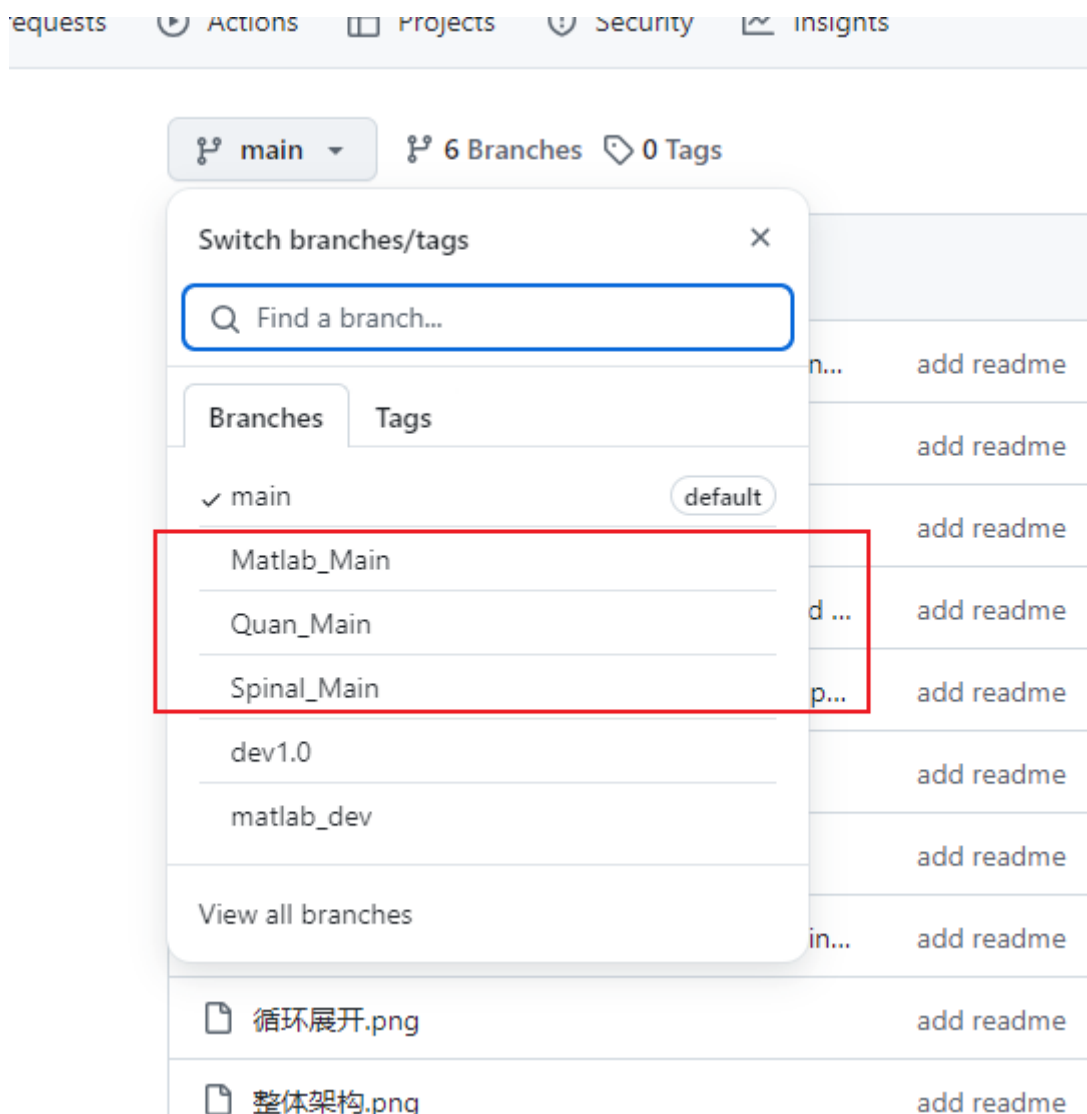 equests Actions Projects Security Insights
main 6 Branches 0 Tags
Switch branches/tags
Find a branch...
n... add readme
Branches Tags
add readme
main default
add readme
Matlab_Main
d ... add readme
Quan_Main
Spinal_Main
p... add readme
dev1.0
add readme
matlab_dev
add readme
View all branches
in... add readme
循环展开.png add readme
整体架构.png add readme